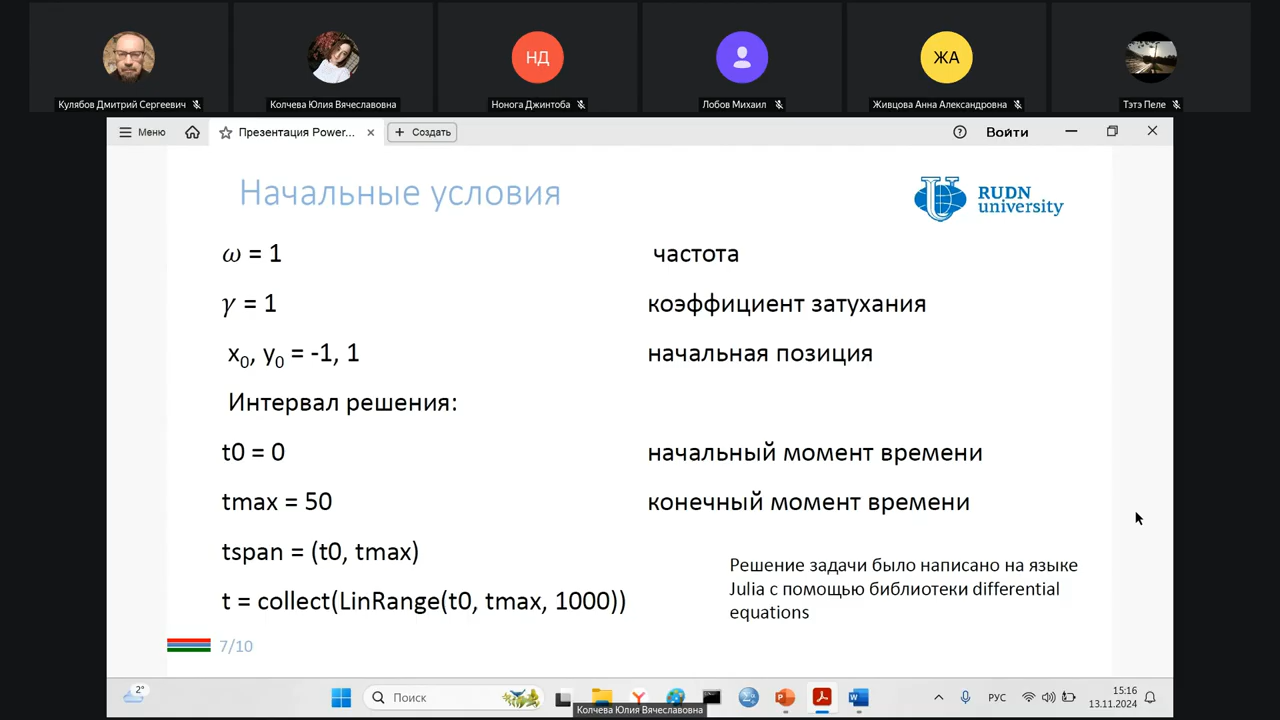 НД
ЖА
Кулябов Дмитрий Сергеевич
Колчева Юлия Вячеславовна
Нонога Джинтоба
Лобов Михаил
Живцова Анна Александровна
Тэтэ Пеле
Меню
Презентация Power...
Создать
Войти
Начальные условия
RUDN
university
ω = 1 частота
γ = 1 коэффициент затухания
x₀, y₀ = -1, 1 начальная позиция
Интервал решения:
t0 = 0 начальный момент времени
tmax = 50 конечный момент времени
tspan = (t0, tmax)
t = collect(LinRange(t0, tmax, 1000))
Решение задачи было написано на языке
Julia с помощью библиотеки differential
equations
7/10
2°
Поиск
РУС
15:16
13.11.2024
Колчева Юлия Вячеславовна